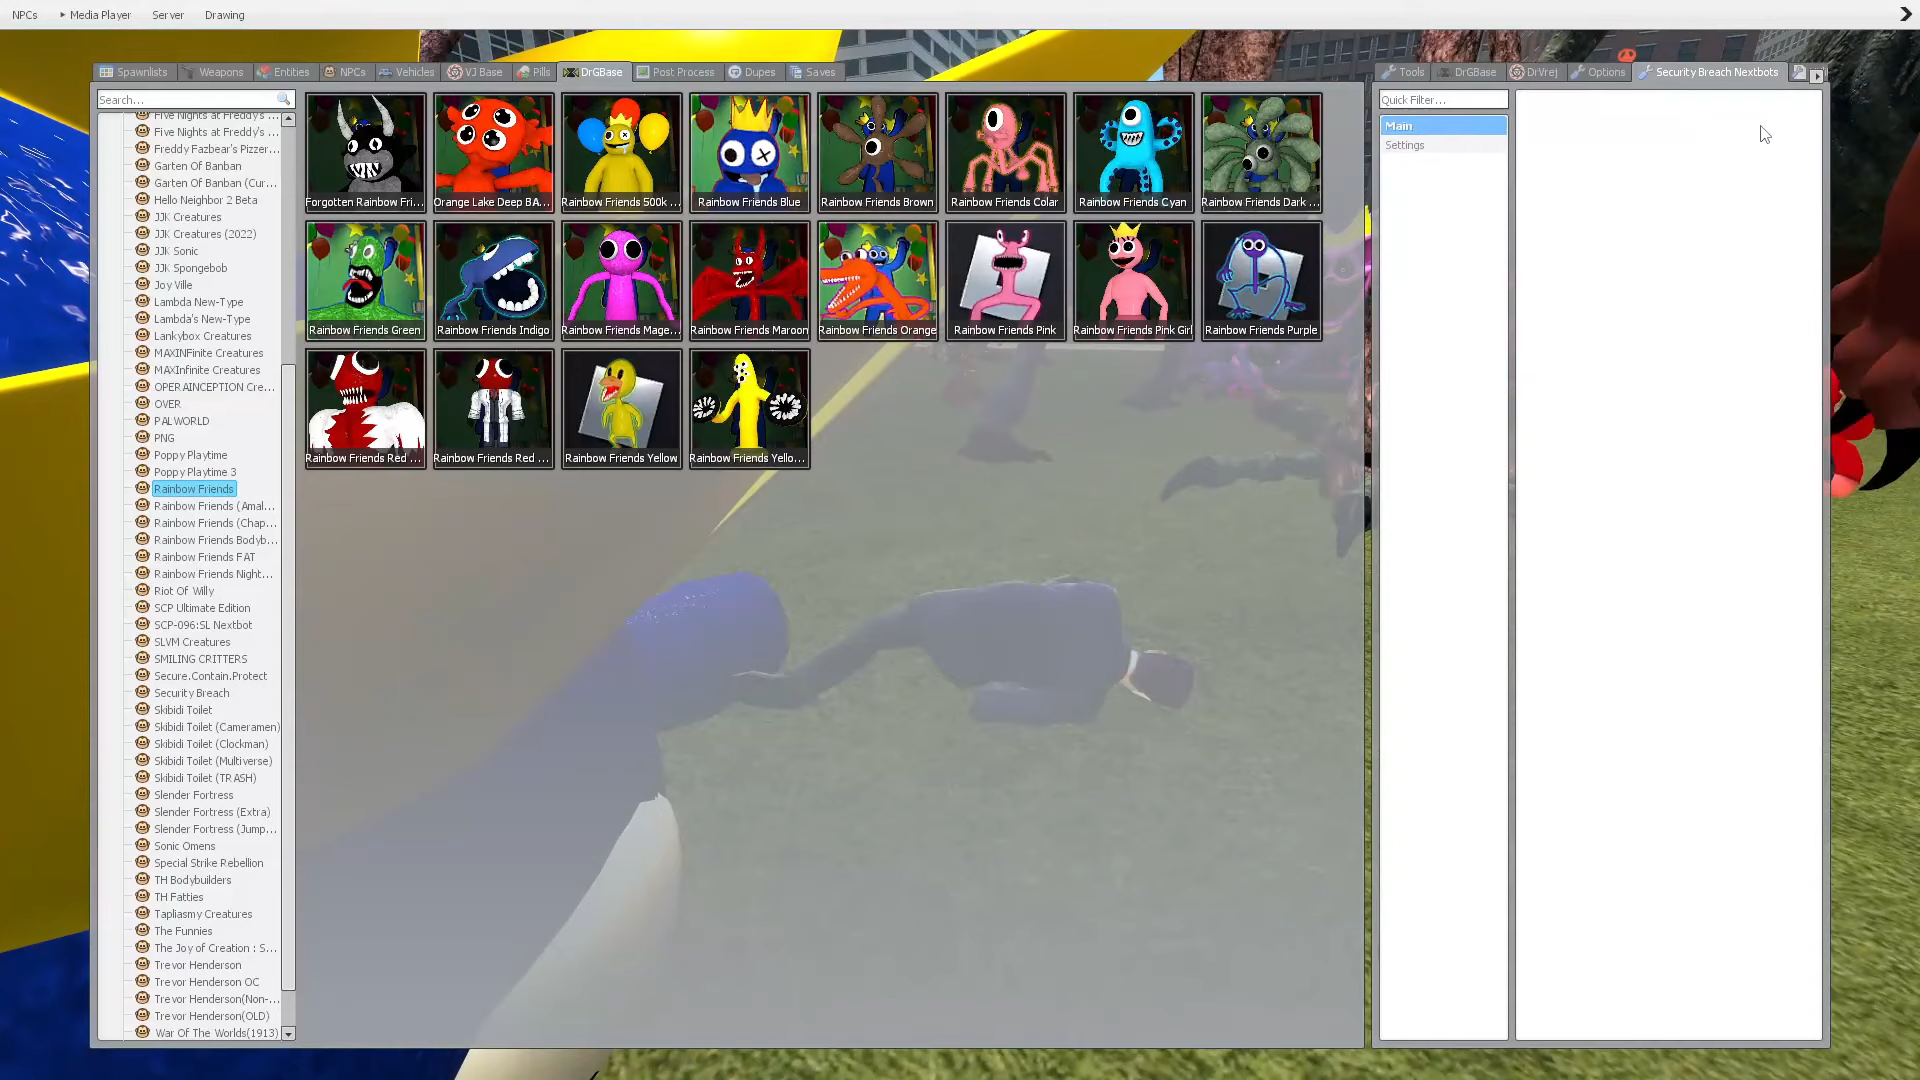 NPCs
Media Player
Server
Drawing
Spawnlists
Weapons
Entities
NPCs
Vehicles
VJ Base
Pills
DrGBase
Post Process
Dupes
Saves
Tools
DrGBase
DrVrej
Options
Security Breach Nextbots
Search...
Five Nights at Freddy's ...
Five Nights at Freddy's ...
Freddy Fazbear's Pizzer...
Garten Of Banban
Garten Of Banban (Cur...
Hello Neighbor 2 Beta
JJK Creatures
JJK Creatures (2022)
JJK Sonic
JJK Spongebob
Joy Ville
Lambda New-Type
Lambda's New-Type
Lankybox Creatures
MAXINFinite Creatures
MAXInfinite Creatures
OPERAINCEPTION Cre...
OVER
PALWORLD
PNG
Poppy Playtime
Poppy Playtime 3
Rainbow Friends
Rainbow Friends (Amal...
Rainbow Friends (Chap...
Rainbow Friends Bodyb...
Rainbow Friends FAT
Rainbow Friends Night...
Riot Of Willy
SCP Ultimate Edition
SCP-096:SL Nextbot
SLVM Creatures
SMILING CRITTERS
Secure.Contain.Protect
Security Breach
Skibidi Toilet
Skibidi Toilet (Cameramen)
Skibidi Toilet (Clockman)
Skibidi Toilet (Multiverse)
Skibidi Toilet (TRASH)
Slender Fortress
Slender Fortress (Extra)
Slender Fortress (Jump...
Sonic Omens
Special Strike Rebellion
TH Bodybuilders
TH Fatties
Tapliasmy Creatures
The Funnies
The Joy of Creation : S...
Trevor Henderson
Trevor Henderson OC
Trevor Henderson(Non-...
Trevor Henderson(OLD)
War Of The Worlds(1913)
Forgotten Rainbow Fri...
Orange Lake Deep BA...
Rainbow Friends 500k ...
Rainbow Friends Blue
Rainbow Friends Brown
Rainbow Friends Colar
Rainbow Friends Cyan
Rainbow Friends Dark ...
Rainbow Friends Green
Rainbow Friends Indigo
Rainbow Friends Mage...
Rainbow Friends Maroon
Rainbow Friends Orange
Rainbow Friends Pink
Rainbow Friends Pink Girl
Rainbow Friends Purple
Rainbow Friends Red ...
Rainbow Friends Red ...
Rainbow Friends Yellow
Rainbow Friends Yello...
Quick Filter...
Main
Settings